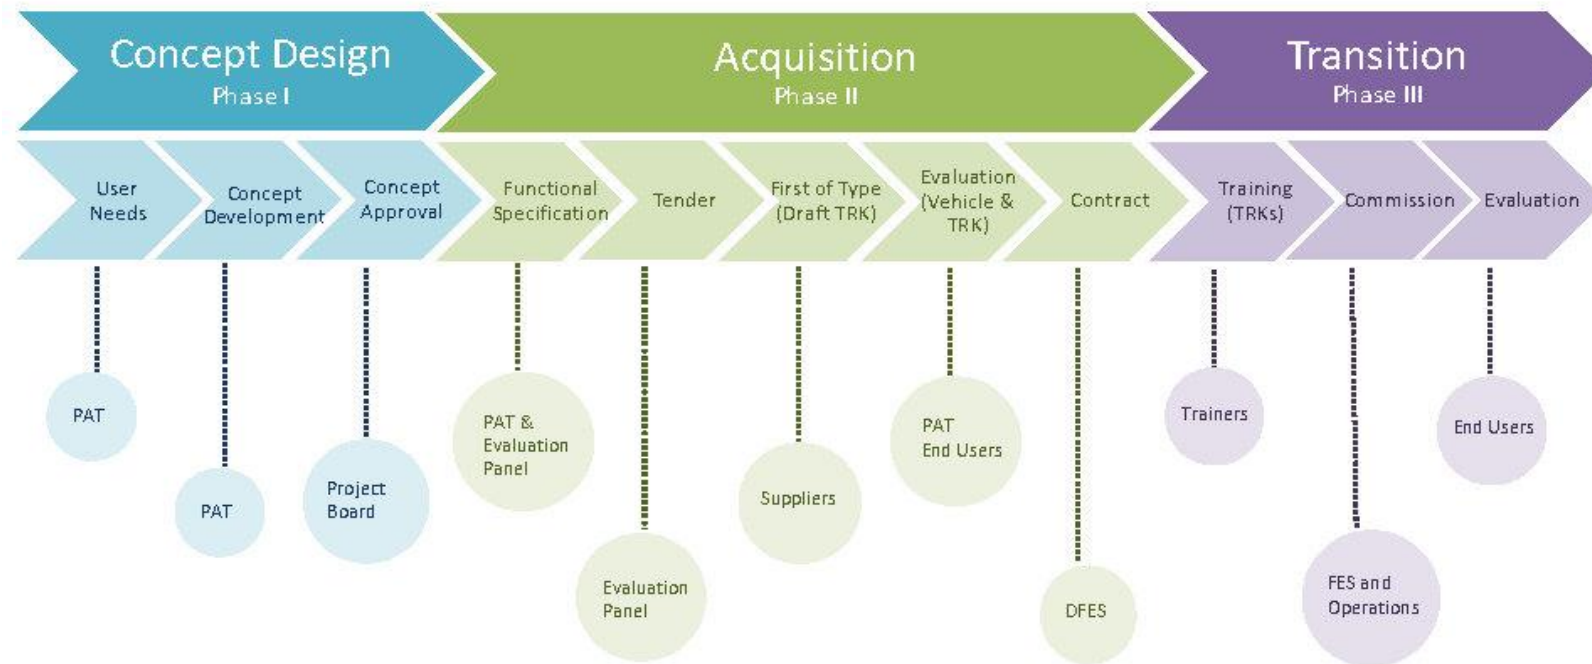 Concept Design
Phase I
Acquisition
Phase II
Transition
Phase III
User
Needs
Concept
Development
Concept
Approval
Functional
Specification
Tender
First of Type
(Draft TRK)
Evaluation
(Vehicle &
TRK)
Contract
Training
(TRKs)
Commission
Evaluation
PAT
PAT
Project
Board
PAT &
Evaluation
Panel
Evaluation
Panel
Suppliers
PAT
End Users
DFES
Trainers
FES and
Operations
End Users